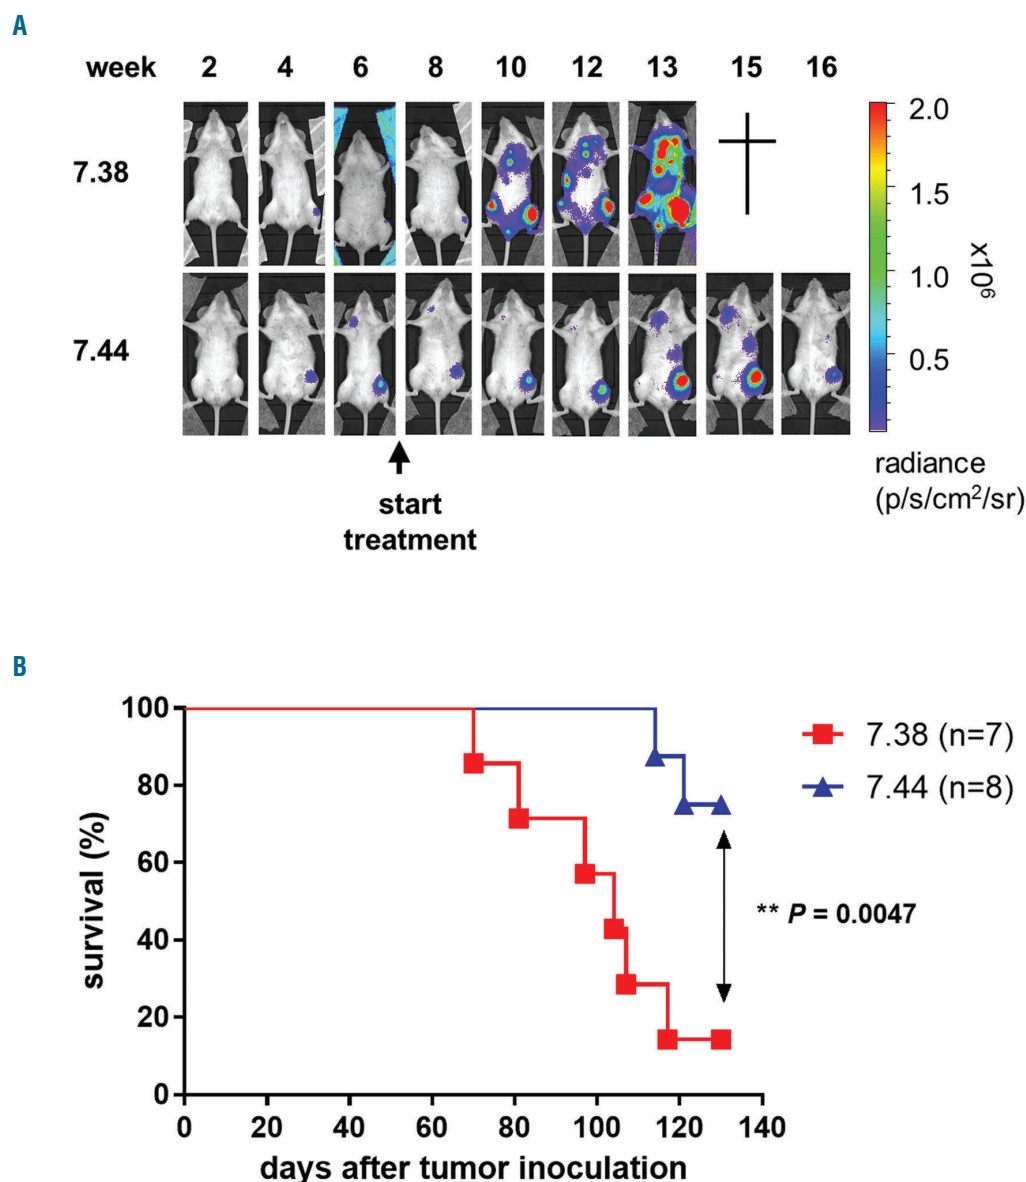 A
week 2 4 6 8 10 12 13 15 16
7.38
7.44
2.0
1.5
1.0
0.5
x10⁶
radiance
(p/s/cm²/sr)
start
treatment
B
survival (%)
100
80
60
40
20
0
0 20 40 60 80 100 120 140
days after tumor inoculation
7.38 (n=7)
7.44 (n=8)
** P = 0.0047